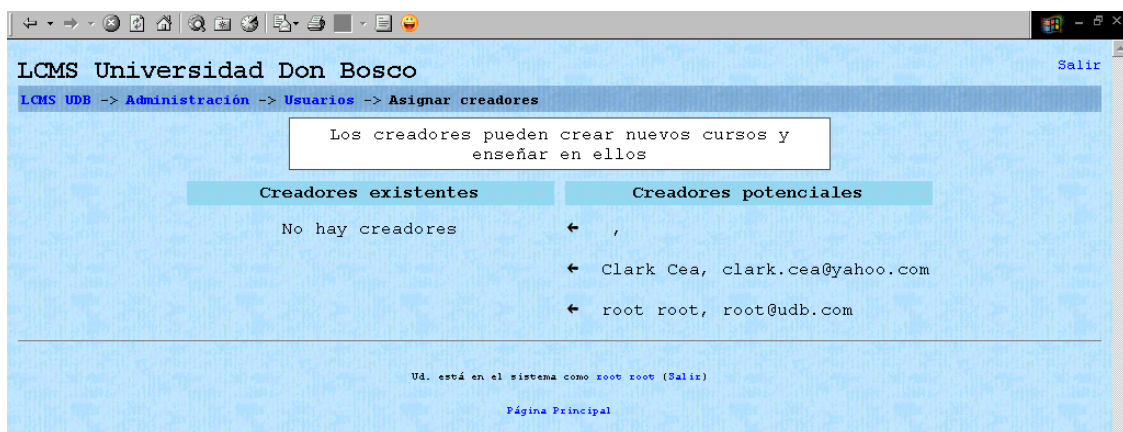 LCMS Universidad Don Bosco
Salir
LCMS UDB -> Administración -> Usuarios -> Asignar creadores
Los creadores pueden crear nuevos cursos y
enseñar en ellos
Creadores existentes
Creadores potenciales
No hay creadores
← ,
← Clark Cea, clark.cea@yahoo.com
← root root, root@udb.com
Ud. está en el sistema como root root (Salir)
Página Principal